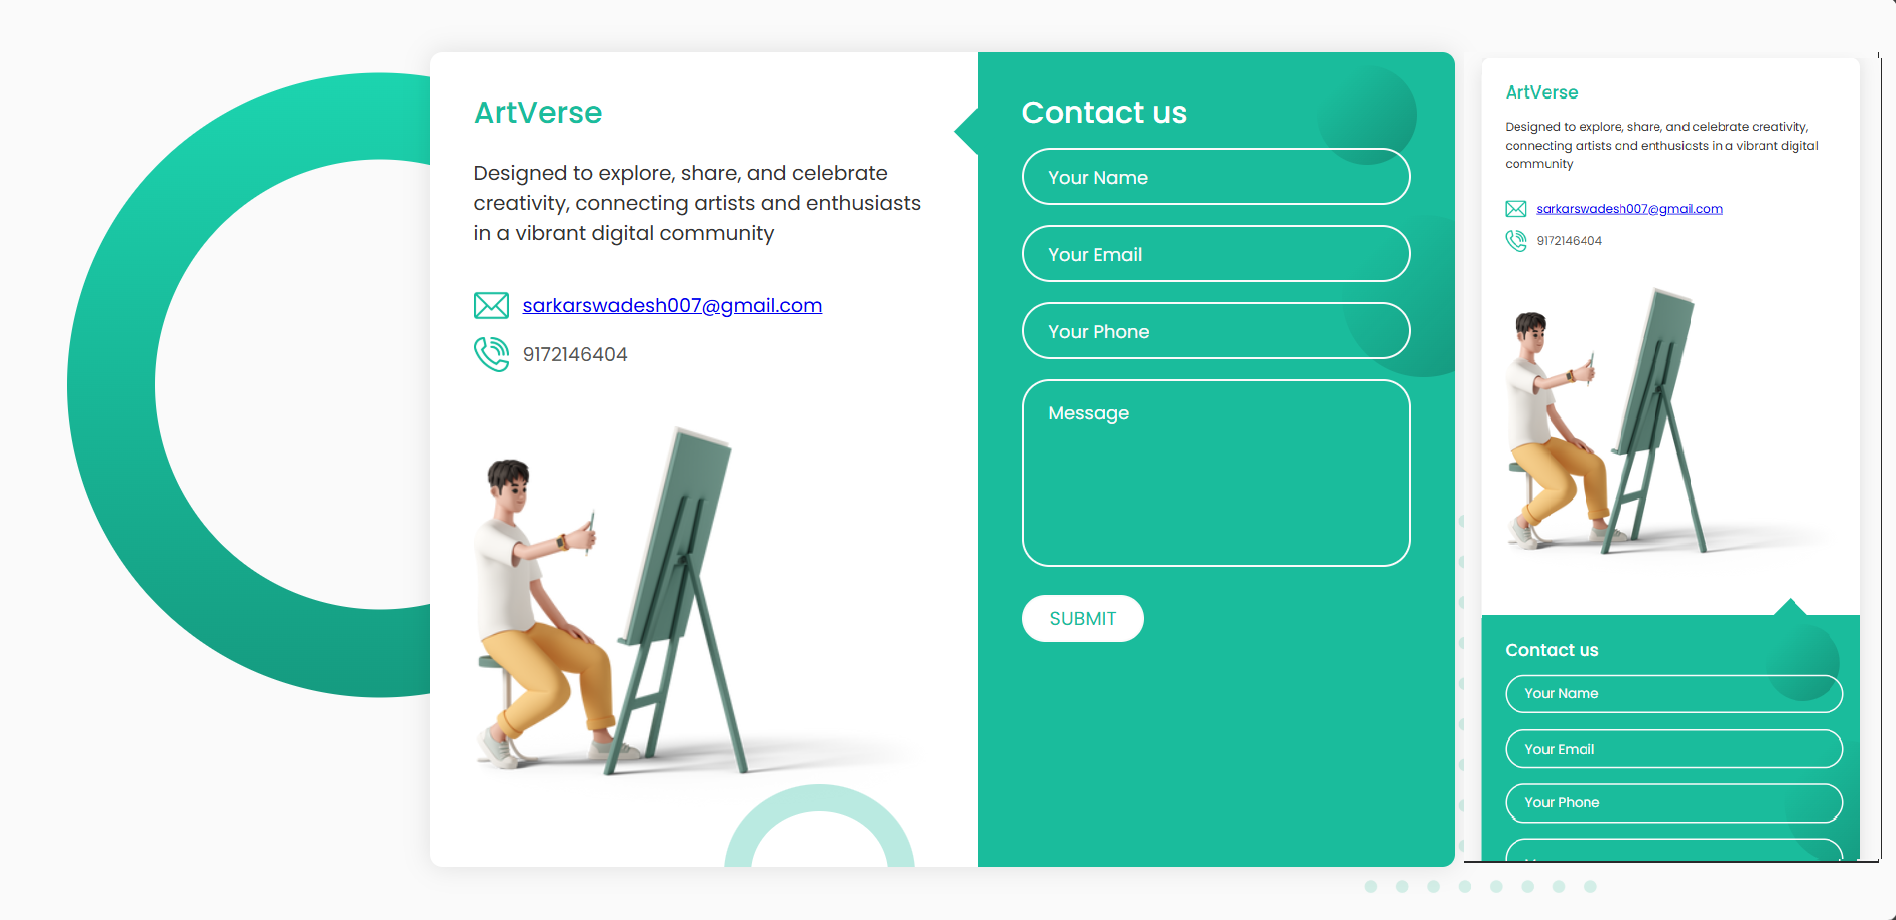 ArtVerse
Designed to explore, share, and celebrate
creativity, connecting artists and enthusiasts
in a vibrant digital community
sarkarswadesh007@gmail.com
9172146404
Contact us
Your Name
Your Email
Your Phone
Message
SUBMIT
ArtVerse
Designed to explore, share, and celebrate creativity,
connecting artists and enthusiasts in a vibrant digital
community
sarkarswadesh007@gmail.com
9172146404
Contact us
Your Name
Your Email
Your Phone